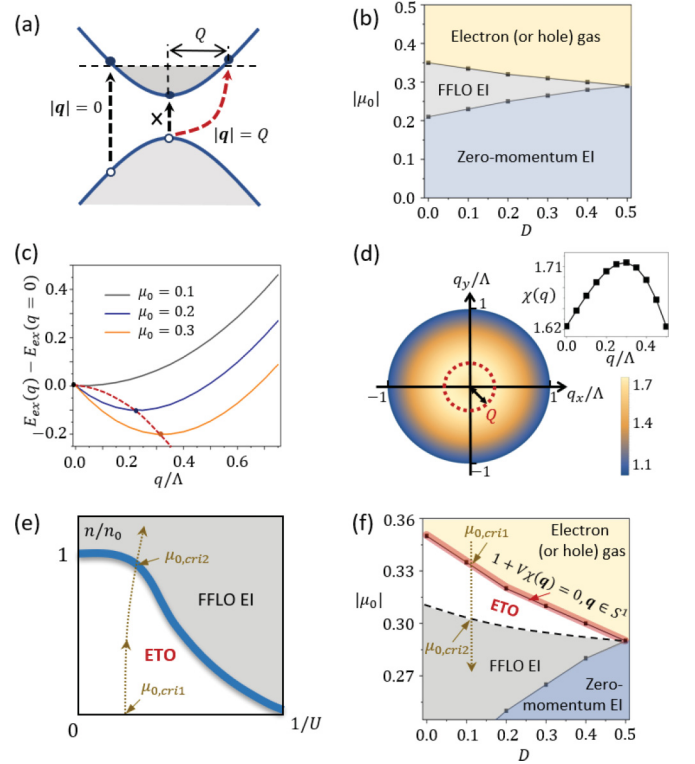 (a)
Q
|q| = 0
×
|q| = Q
(b)
0.5
0.4
0.3
0.2
0.1
0.0
|μ₀|
Electron (or hole) gas
FFLO EI
Zero-momentum EI
0.0 0.1 0.2 0.3 0.4 0.5
D
(c)
0.4
0.2
0.0
−0.2
−E_ex(q) − E_ex(q = 0)
μ₀ = 0.1
μ₀ = 0.2
μ₀ = 0.3
0.0 0.2 0.4 0.6
q/Λ
(d)
q_y/Λ
1
−1
1
q_x/Λ
Q
−1
1.71
χ(q)
1.62
0.0 0.2 0.4
q/Λ
1.7
1.4
1.1
(e)
n/n₀
1
μ₀,cri2
FFLO EI
ETO
μ₀,cri1
0
1/U
(f)
0.36
0.33
0.30
0.27
|μ₀|
μ₀,cri1
Electron
(or hole) gas
1 + Vχ(q) = 0, q ∈ S¹
ETO
μ₀,cri2
FFLO EI
Zero-
momentum EI
0.0 0.1 0.2 0.3 0.4 0.5
D